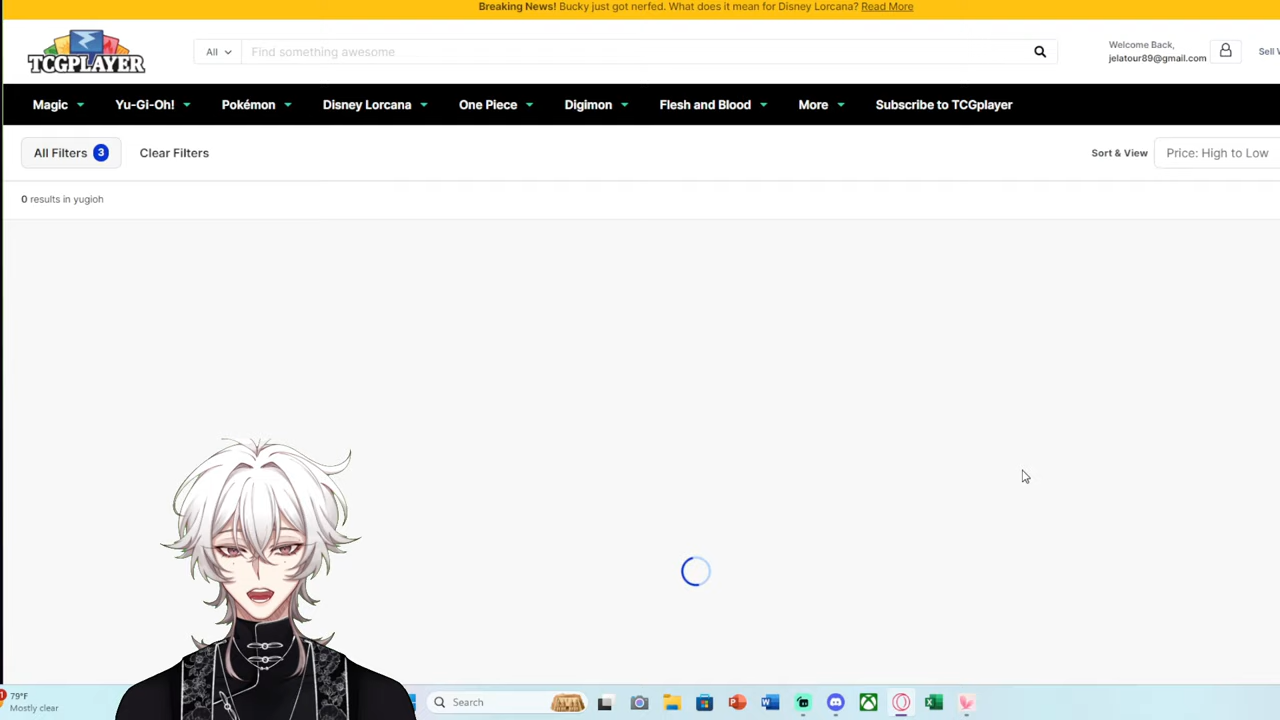 Breaking News! Bucky just got nerfed. What does it mean for Disney Lorcana? Read More
TCGPLAYER
All
Find something awesome
Welcome Back,
jelatour89@gmail.com
Sell
Magic
Yu-Gi-Oh!
Pokémon
Disney Lorcana
One Piece
Digimon
Flesh and Blood
More
Subscribe to TCGplayer
All Filters 3
Clear Filters
Sort & View
Price: High to Low
0 results in yugioh
79°F
Mostly clear
Search